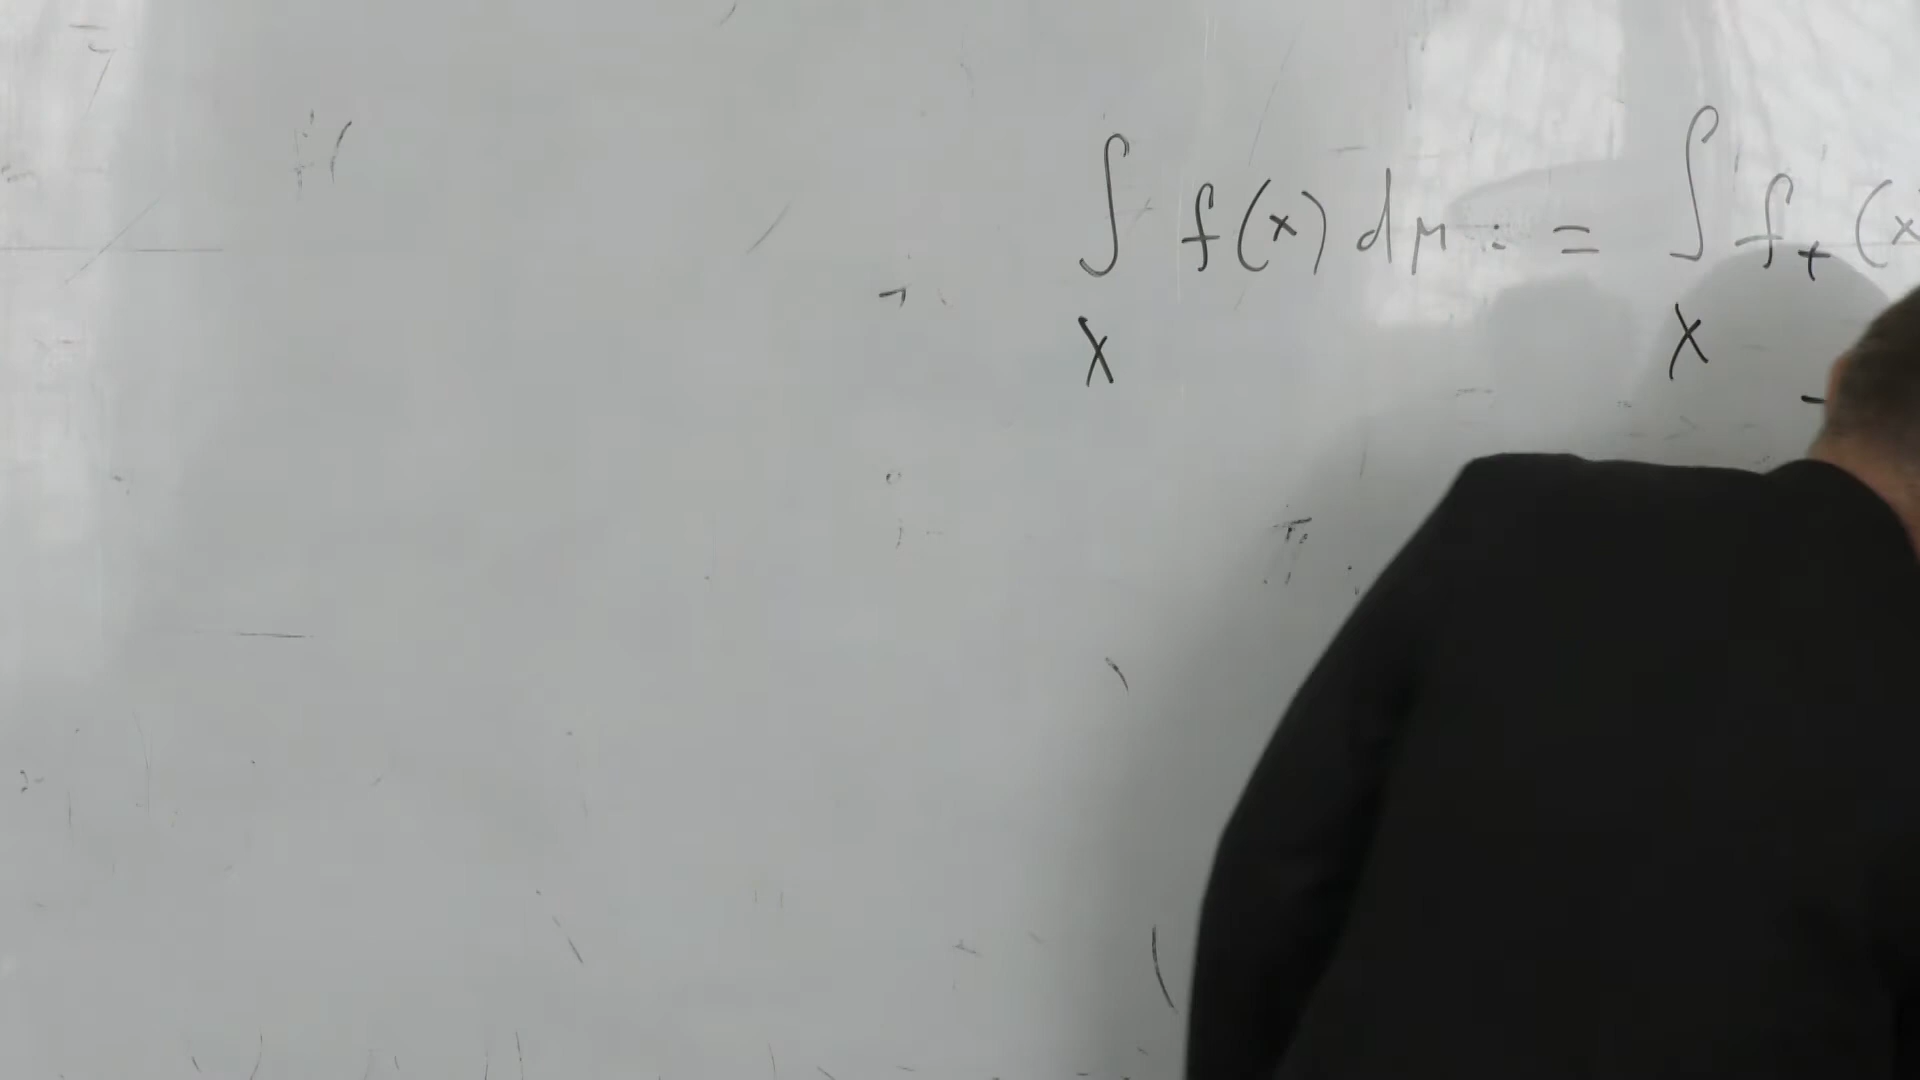 ∫ f(x) dμ := ∫ f₊(x
X X